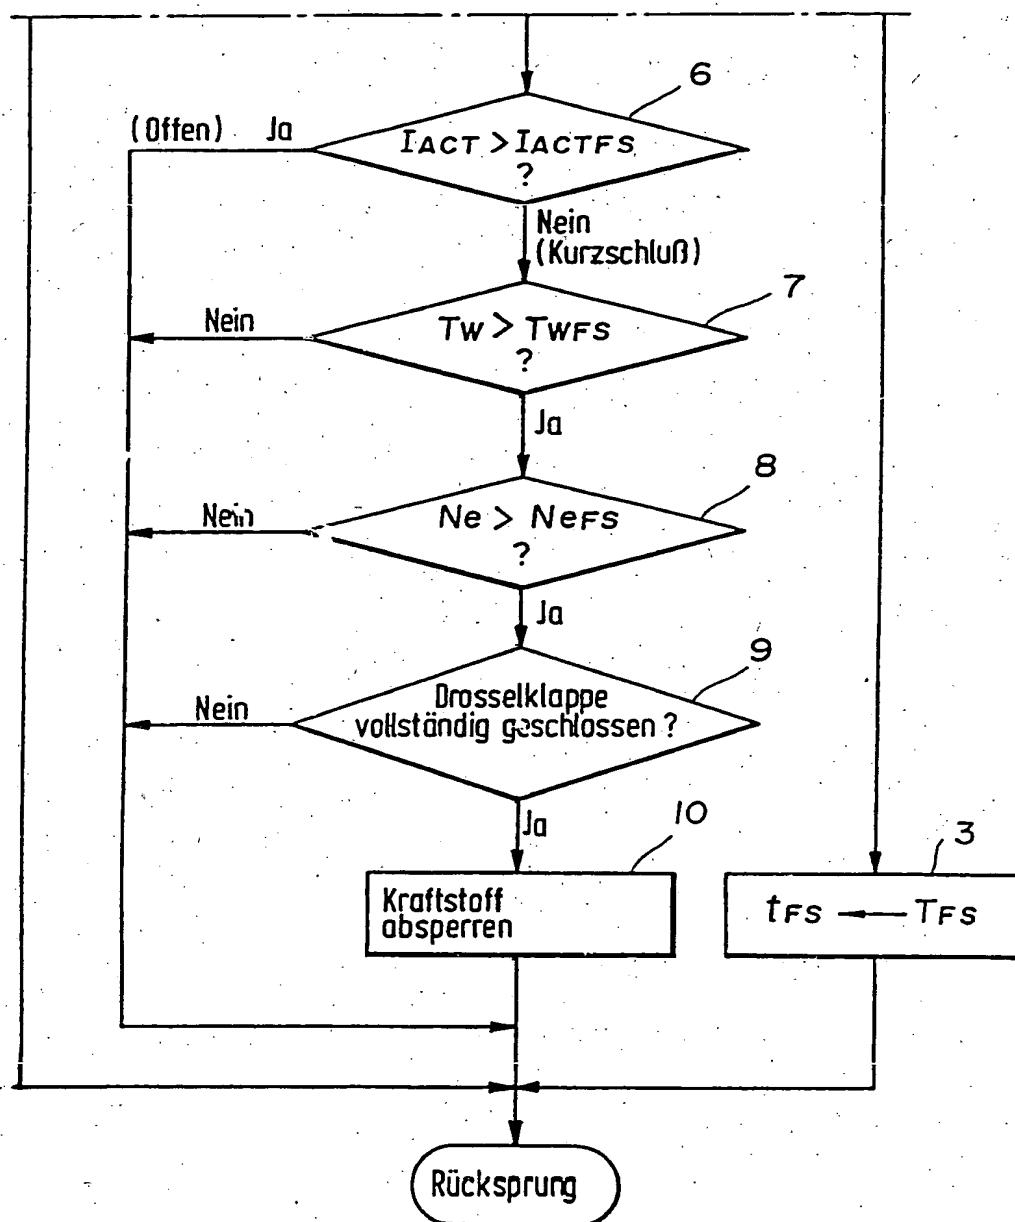 6
(Offen) Ja
IACT > IACTFS
?
Nein
(Kurzschluß)
7
Nein
TW > TWFS
?
Ja
8
Nein
Ne > NeFS
?
Ja
9
Nein
Drosselklappe
vollständig geschlossen ?
Ja
10
3
Kraftstoff
absperren
tFS ← TFS
Rücksprung